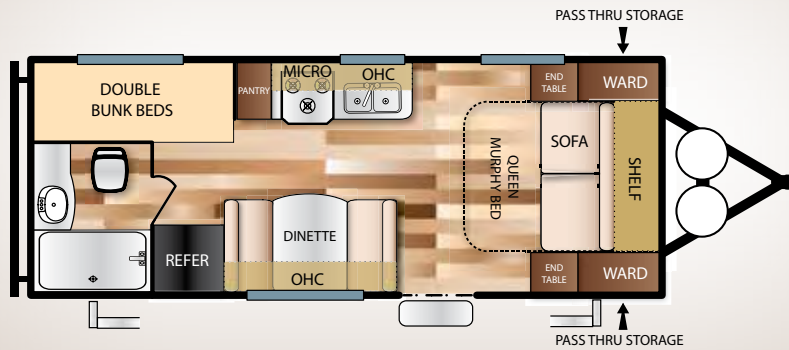 PASS THRU STORAGE
DOUBLE
BUNK BEDS
PANTRY
MICRO
OHC
END
TABLE
WARD
QUEEN
MURPHY BED
SOFA
SHELF
REFER
DINETTE
OHC
END
TABLE
WARD
PASS THRU STORAGE